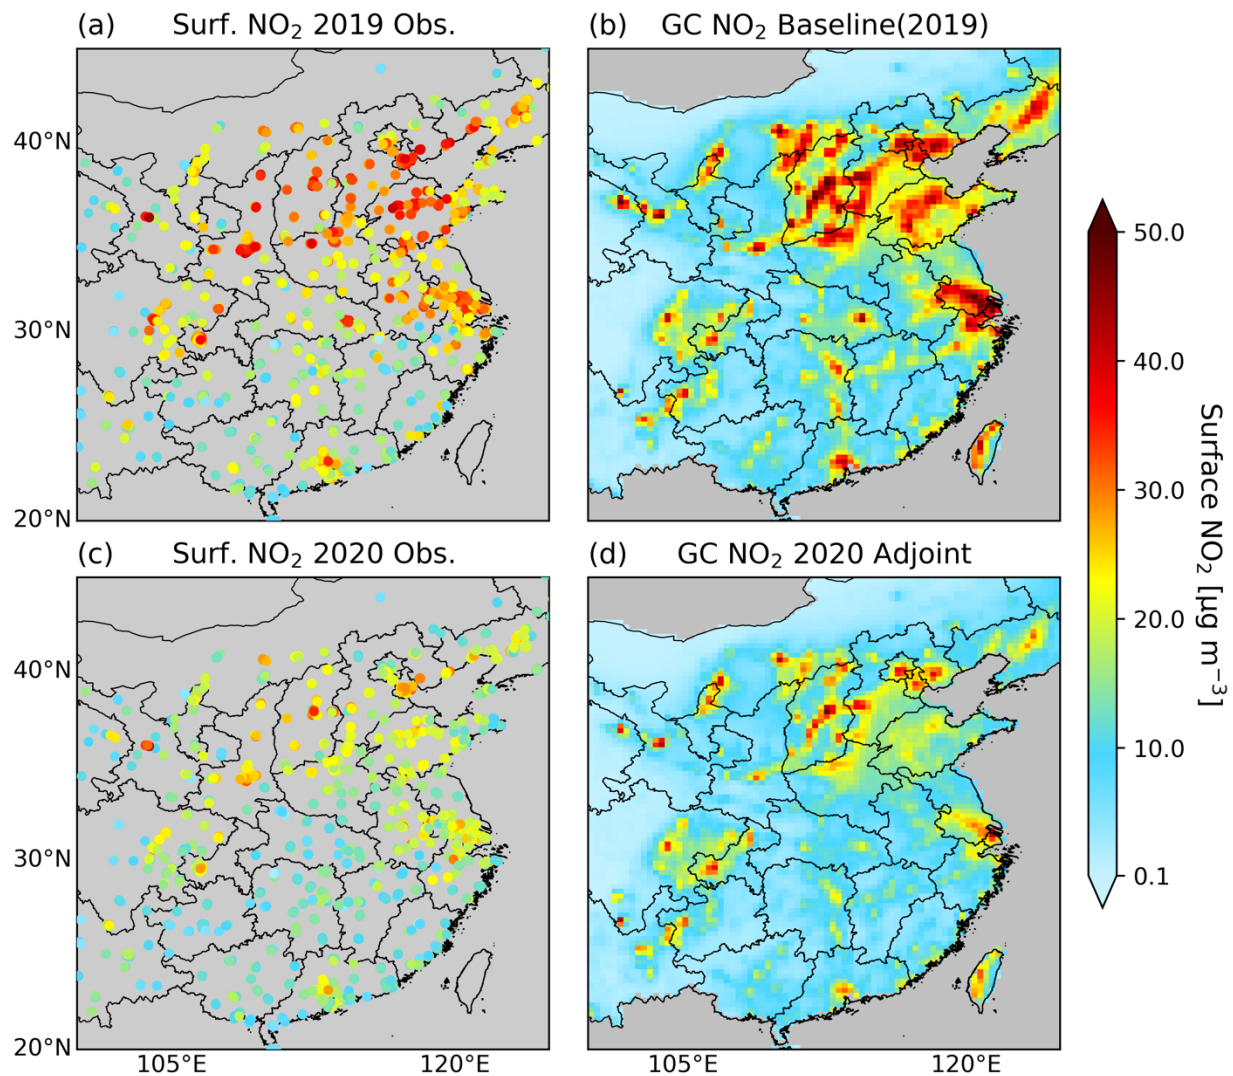 (a) Surf. NO₂ 2019 Obs.
(b) GC NO₂ Baseline(2019)
40°N
30°N
20°N
(c) Surf. NO₂ 2020 Obs.
(d) GC NO₂ 2020 Adjoint
40°N
30°N
20°N
105°E 120°E
105°E 120°E
50.0
40.0
30.0
20.0
10.0
0.1
Surface NO₂ [µg m⁻³]